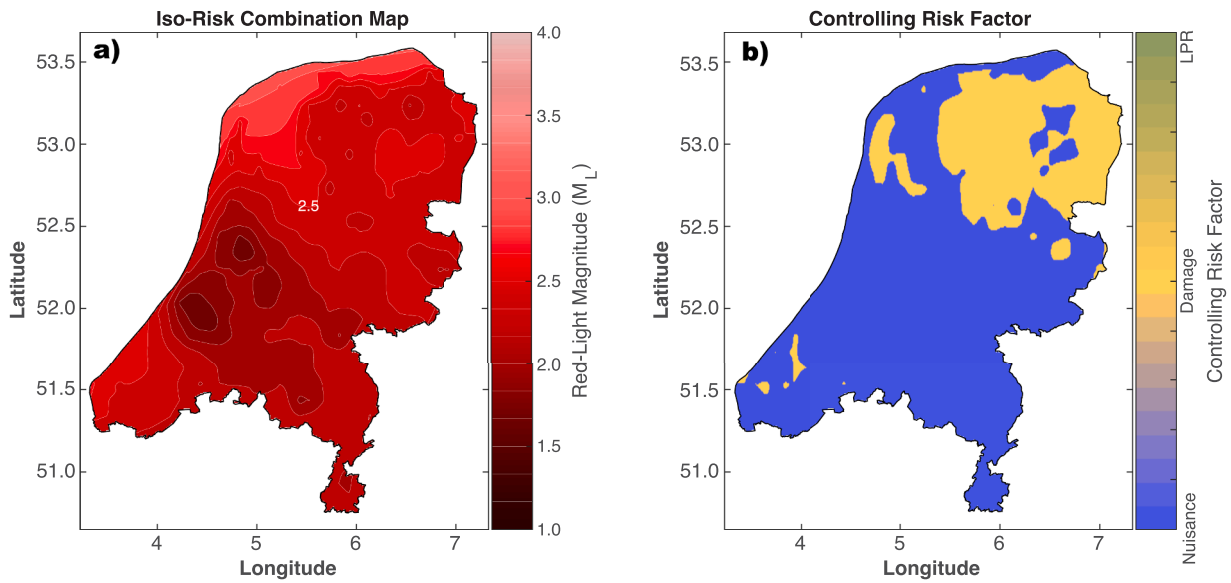 Iso-Risk Combination Map
a)
53.5
53.0
52.5
52.0
51.5
51.0
Latitude
2.5
4
5
6
7
Longitude
4.0
3.5
3.0
2.5
2.0
1.5
1.0
Red-Light Magnitude (M_L)
Controlling Risk Factor
b)
53.5
53.0
52.5
52.0
51.5
51.0
Latitude
4
5
6
7
Longitude
LPR
Damage
Nuisance
Controlling Risk Factor